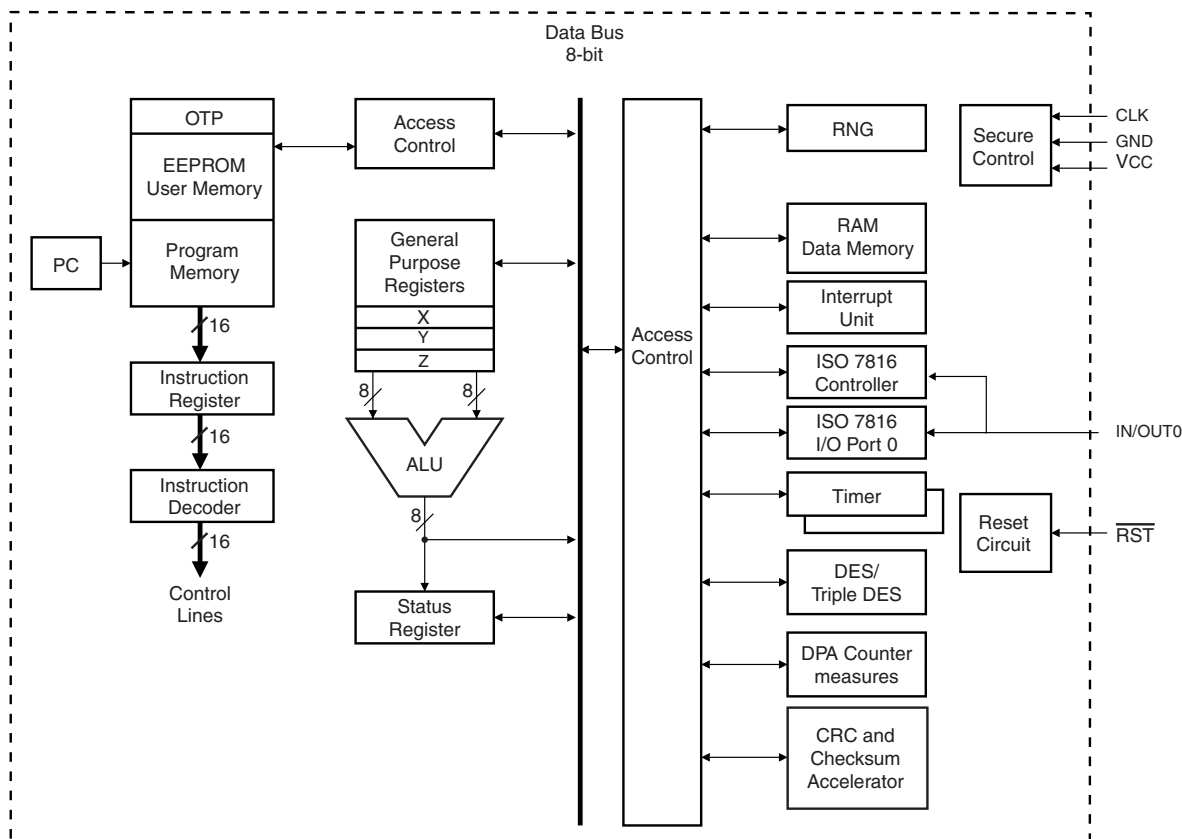 Data Bus
8-bit
OTP
EEPROM
User Memory
Program
Memory
PC
16
Instruction
Register
16
Instruction
Decoder
16
Control
Lines
Access
Control
General
Purpose
Registers
X
Y
Z
8
8
ALU
8
Status
Register
Access
Control
RNG
RAM
Data Memory
Interrupt
Unit
ISO 7816
Controller
ISO 7816
I/O Port 0
Timer
DES/
Triple DES
DPA Counter
measures
CRC and
Checksum
Accelerator
Secure
Control
CLK
GND
VCC
IN/OUT0
Reset
Circuit
RST